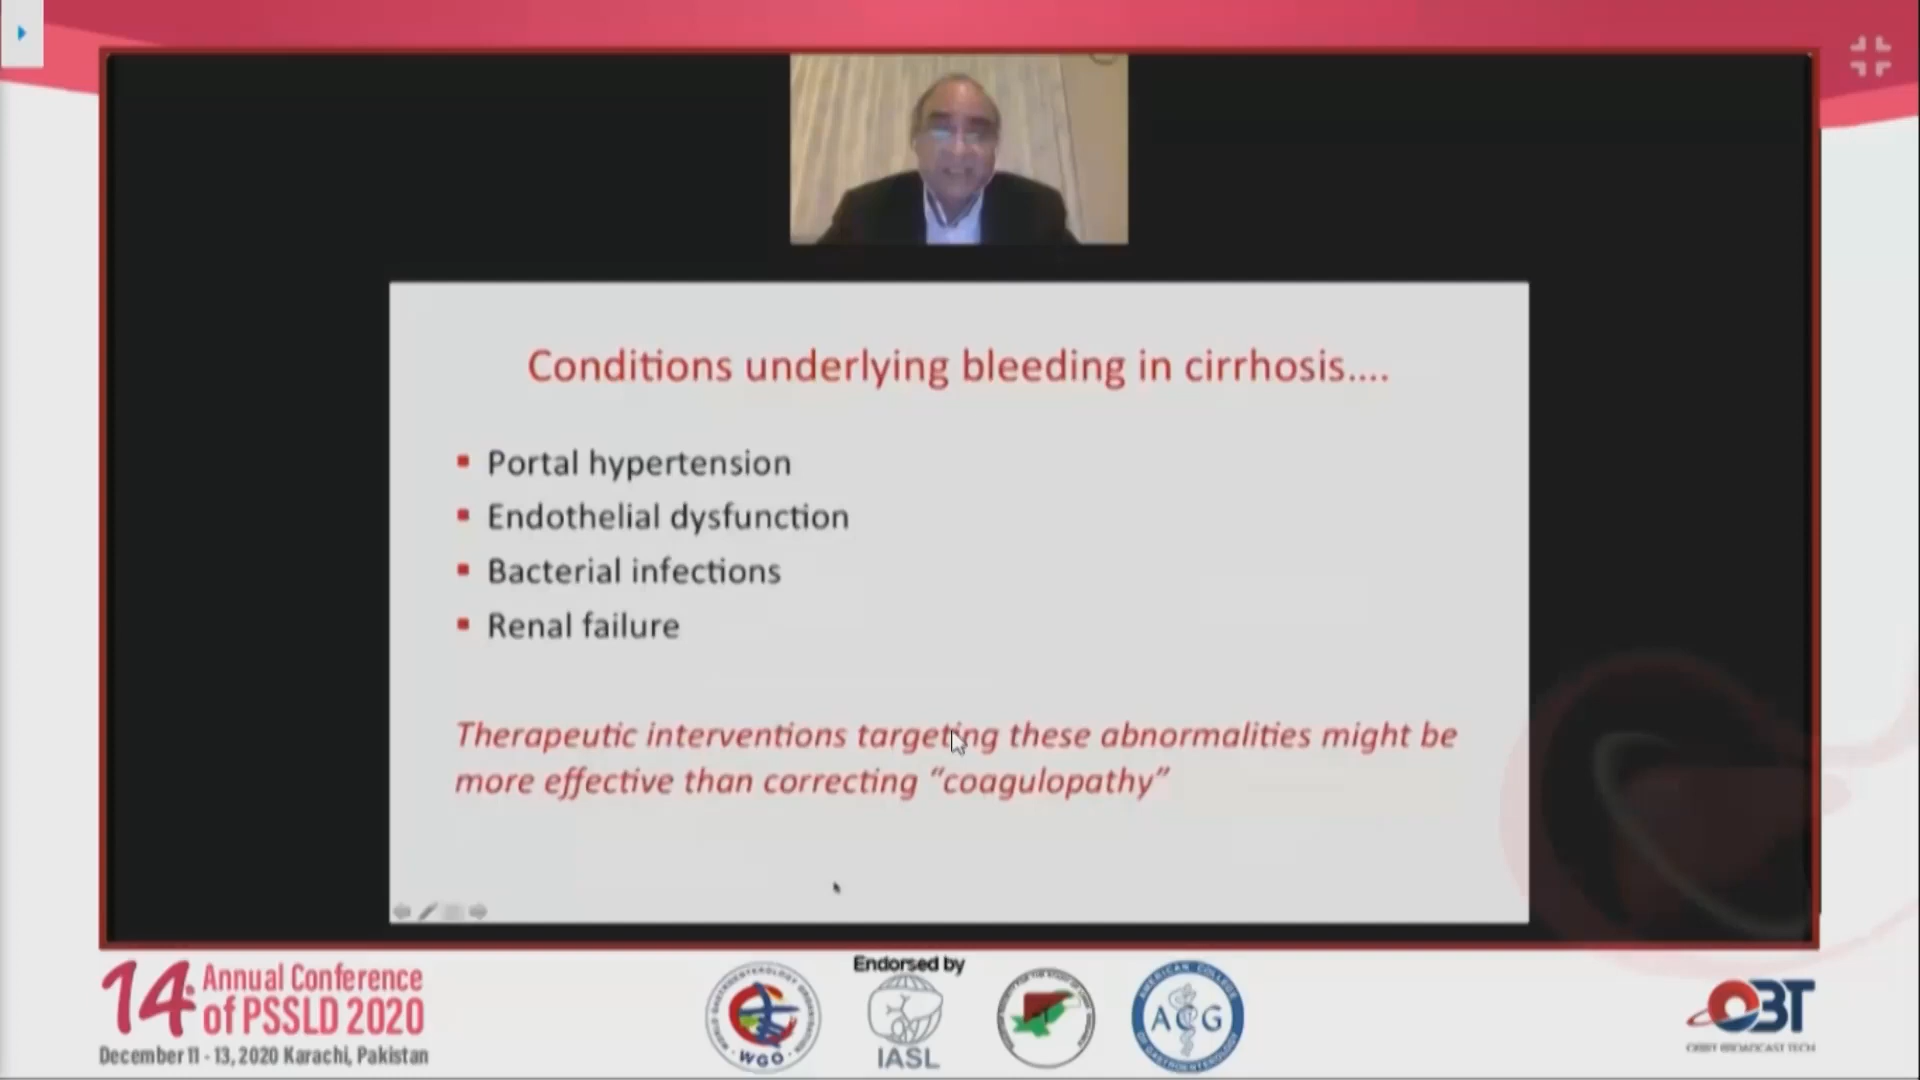 Conditions underlying bleeding in cirrhosis....
Portal hypertension
Endothelial dysfunction
Bacterial infections
Renal failure
Therapeutic interventions targeting these abnormalities might be
more effective than correcting “coagulopathy”
14th Annual Conference
of PSSLD 2020
December 11 - 13, 2020 Karachi, Pakistan
Endorsed by
WGO
IASL
AMERICAN COLLEGE
ACG
OF GASTROENTEROLOGY
OBT
ORBIT BROADCAST TECH